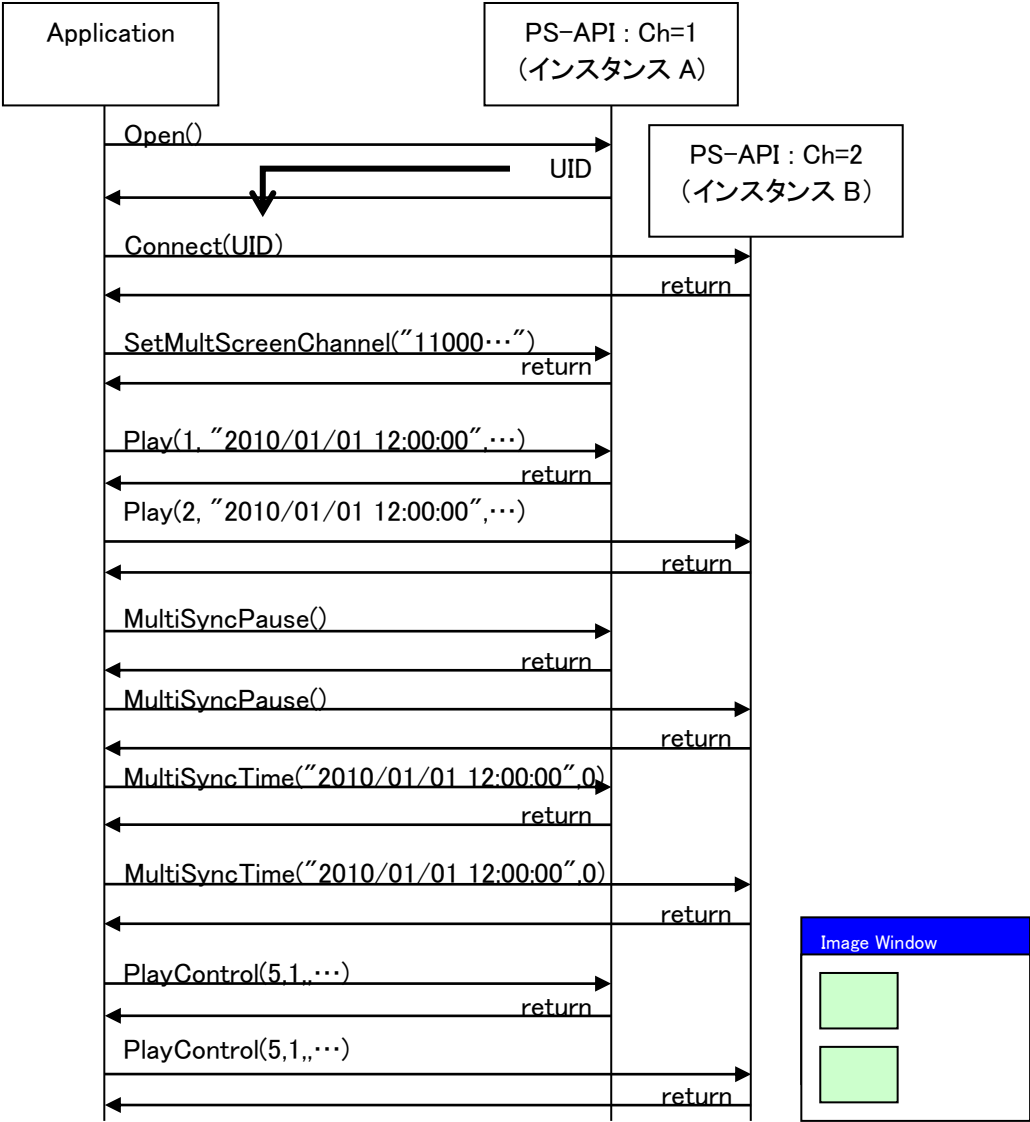 Application
PS-API : Ch=1
(インスタンス A)
Open()
UID
PS-API : Ch=2
(インスタンス B)
Connect(UID)
return
SetMultScreenChannel("11000…")
return
Play(1, "2010/01/01 12:00:00",…)
return
Play(2, "2010/01/01 12:00:00",…)
return
MultiSyncPause()
return
MultiSyncPause()
return
MultiSyncTime("2010/01/01 12:00:00",0)
return
MultiSyncTime("2010/01/01 12:00:00",0)
return
Image Window
PlayControl(5,1,,…)
return
PlayControl(5,1,,…)
return